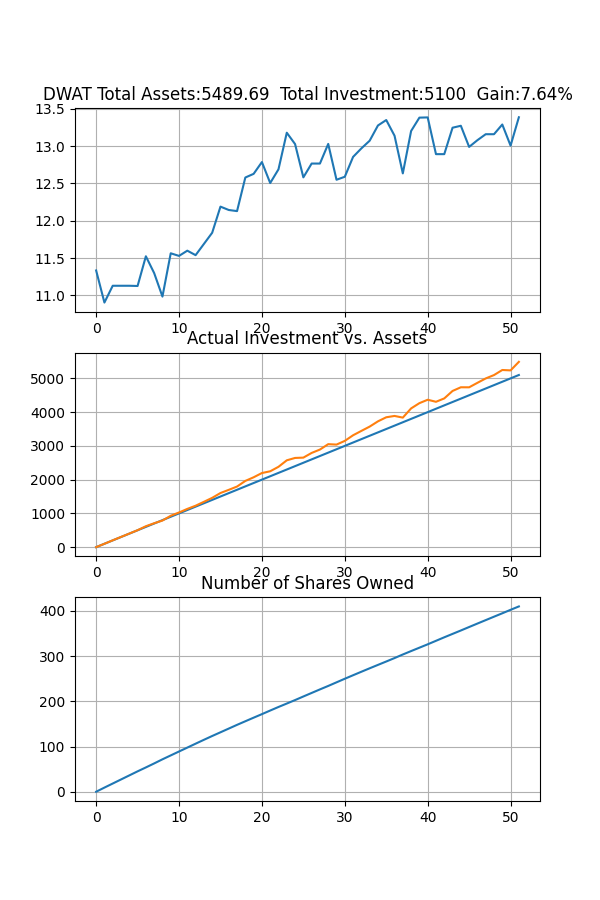 DWAT Total Assets:5489.69  Total Investment:5100  Gain:7.64%
13.5
13.0
12.5
12.0
11.5
11.0
0 10 20 30 40 50
Actual Investment vs. Assets
5000
4000
3000
2000
1000
0
0 10 20 30 40 50
Number of Shares Owned
400
300
200
100
0
0 10 20 30 40 50